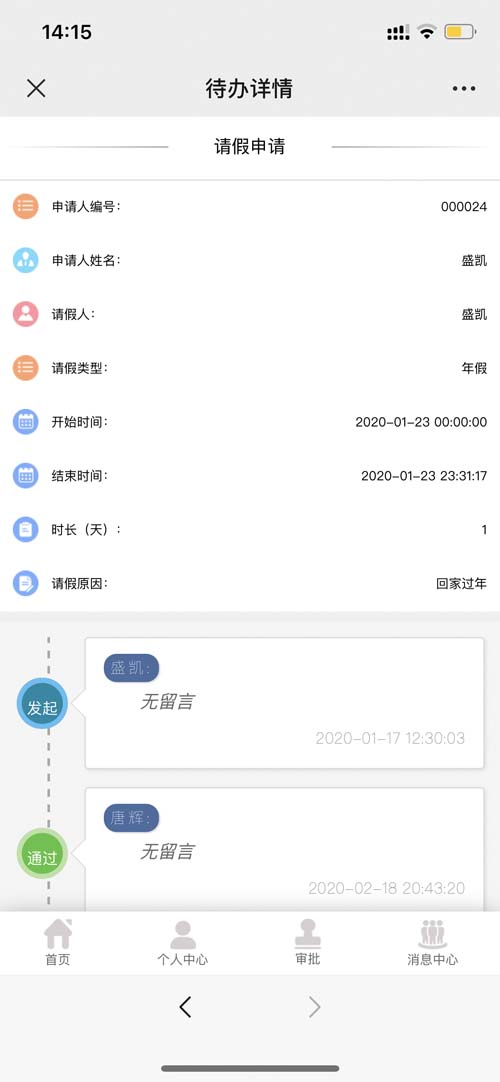 14:15
待办详情
请假申请
申请人编号： 000024
申请人姓名： 盛凯
请假人： 盛凯
请假类型： 年假
开始时间： 2020-01-23 00:00:00
结束时间： 2020-01-23 23:31:17
时长（天）： 1
请假原因： 回家过年
盛凯：
发起
无留言
2020-01-17 12:30:03
唐辉：
通过
无留言
2020-02-18 20:43:20
首页 个人中心 审批 消息中心